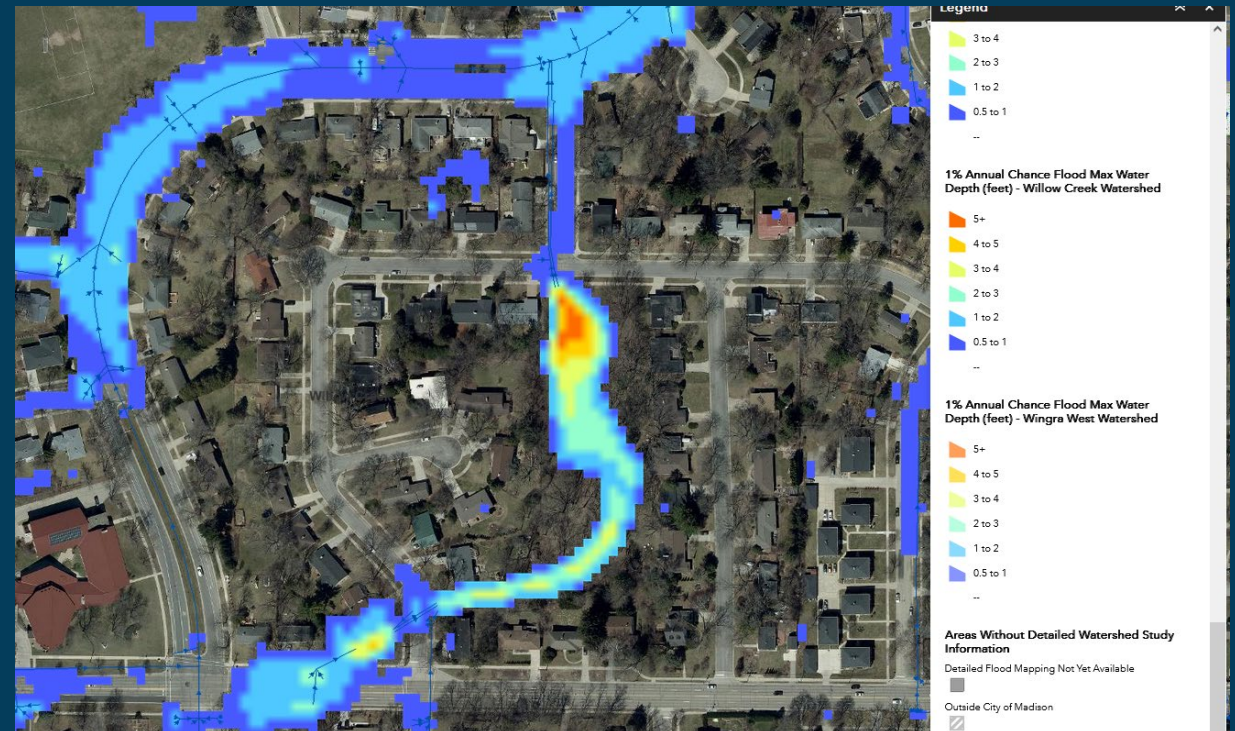 Legend
3 to 4
2 to 3
1 to 2
0.5 to 1
--
1% Annual Chance Flood Max Water
Depth (feet) - Willow Creek Watershed
5+
4 to 5
3 to 4
2 to 3
1 to 2
0.5 to 1
--
1% Annual Chance Flood Max Water
Depth (feet) - Wingra West Watershed
5+
4 to 5
3 to 4
2 to 3
1 to 2
0.5 to 1
--
Areas Without Detailed Watershed Study
Information
Detailed Flood Mapping Not Yet Available
Outside City of Madison